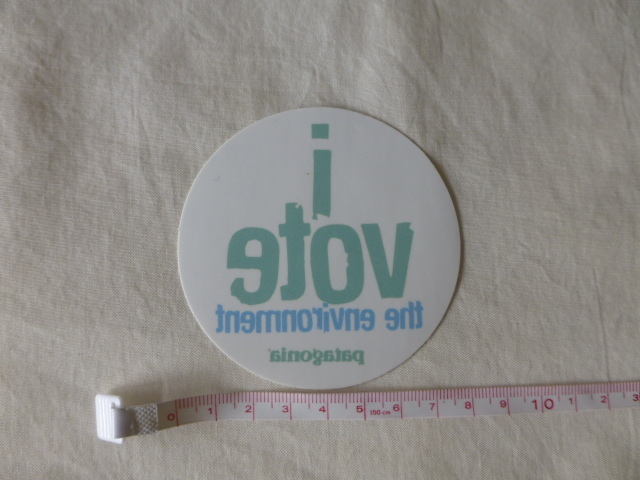 i
vote
the environment
patagonia
0 1 2 3 4 5 150cm 6 7 8 9 10 1 2 3